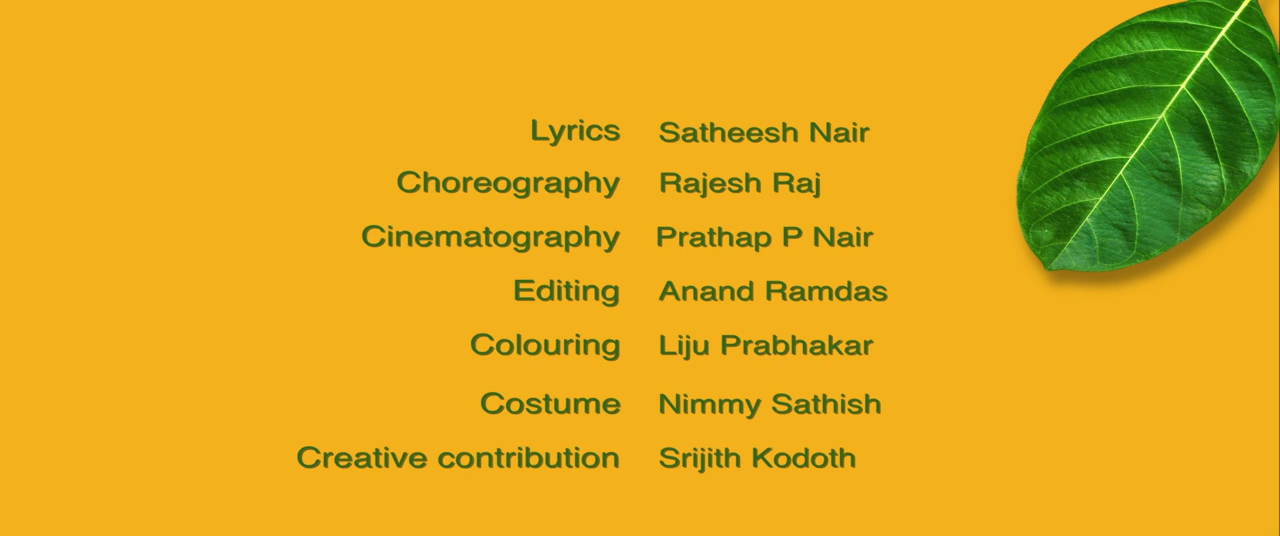 Lyrics Satheesh Nair
Choreography Rajesh Raj
Cinematography Prathap P Nair
Editing Anand Ramdas
Colouring Liju Prabhakar
Costume Nimmy Sathish
Creative contribution Srijith Kodoth